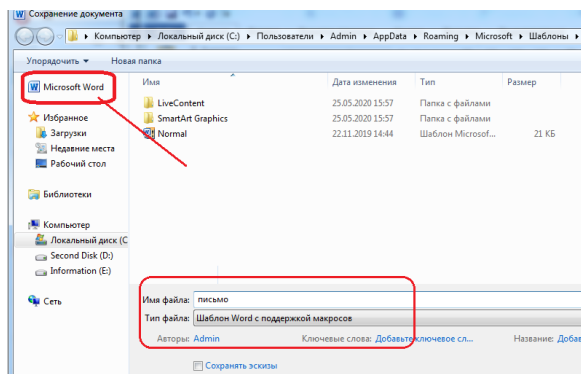 Сохранение документа
Компьютер ▸ Локальный диск (C:) ▸ Пользователи ▸ Admin ▸ AppData ▸ Roaming ▸ Microsoft ▸ Шаблоны ▸
Упорядочить ▾ Новая папка
Microsoft Word
Имя Дата изменения Тип Размер
LiveContent 25.05.2020 15:57 Папка с файлами
SmartArt Graphics 25.05.2020 15:57 Папка с файлами
Normal 22.11.2019 14:44 Шаблон Microsof... 21 КБ
Избранное
Загрузки
Недавние места
Рабочий стол
Библиотеки
Компьютер
Локальный диск (C
Second Disk (D:)
Information (E:)
Сеть
Имя файла: письмо
Тип файла: Шаблон Word с поддержкой макросов
Авторы: Admin Ключевые слова: Добавьте ключевое сл... Название: Добав
Сохранять эскизы